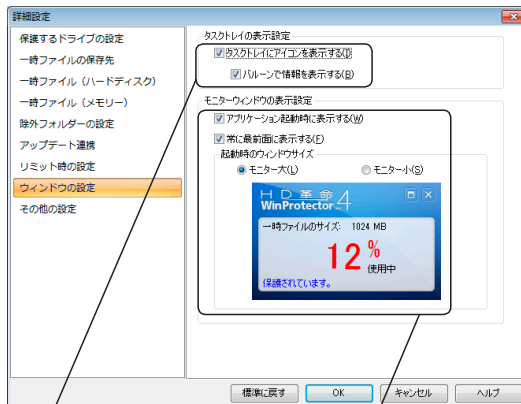 詳細設定
保護するドライブの設定
一時ファイルの保存先
一時ファイル（ハードディスク）
一時ファイル（メモリー）
除外フォルダーの設定
アップデート連携
リミット時の設定
ウィンドウの設定
その他の設定
タスクトレイの表示設定
タスクトレイにアイコンを表示する(I)
バルーンで情報を表示する(B)
モニターウィンドウの表示設定
アプリケーション起動時に表示する(W)
常に最前面に表示する(F)
起動時のウィンドウサイズ
モニター大(L)
モニター小(S)
HD革命
WinProtector 4
一時ファイルのサイズ: 1024 MB
12 %
使用中
保護されています。
標準に戻す
OK
キャンセル
ヘルプ